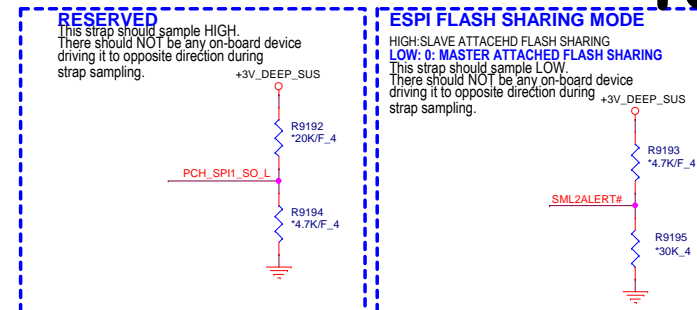 RESERVED
This strap should sample HIGH.
There should NOT be any on-board device
driving it to opposite direction during
strap sampling.
+3V_DEEP_SUS
R9192
*20K/F_4
PCH_SPI1_SO_L
R9194
*4.7K/F_4
ESPI FLASH SHARING MODE
HIGH:SLAVE ATTACEHD FLASH SHARING
LOW: 0: MASTER ATTACHED FLASH SHARING
This strap should sample LOW.
There should NOT be any on-board device
driving it to opposite direction during
strap sampling.
+3V_DEEP_SUS
R9193
*4.7K/F_4
SML2ALERT#
R9195
*30K_4